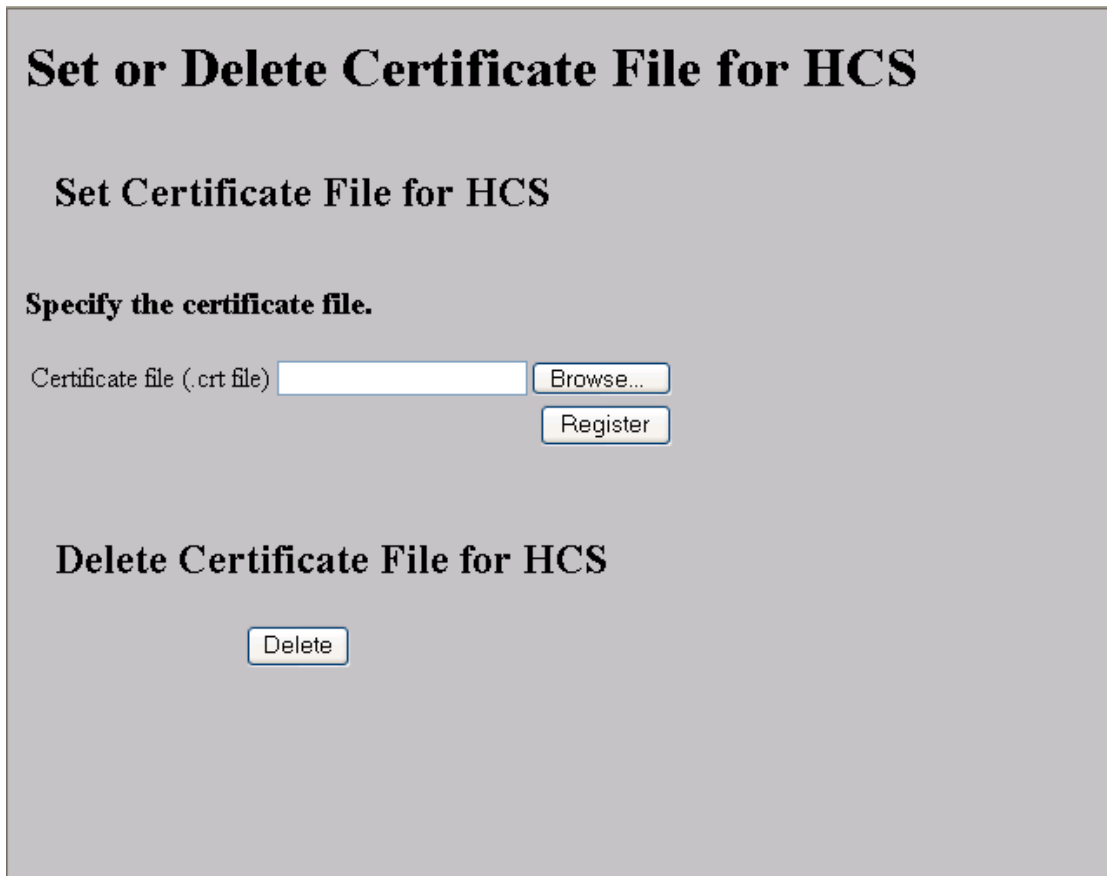 Set or Delete Certificate File for HCS
Set Certificate File for HCS
Specify the certificate file.
Certificate file (.crt file) Browse...
Register
Delete Certificate File for HCS
Delete